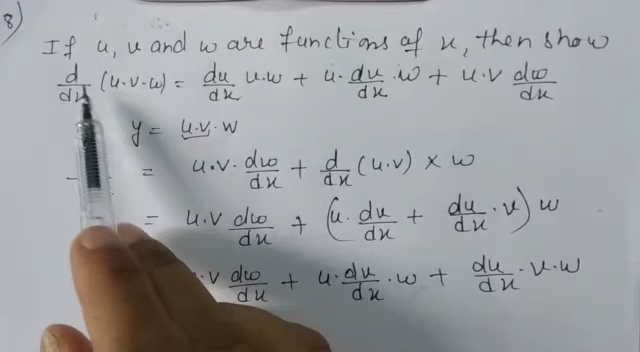 8)
If u, v and w are functions of x, then show
d/dx (u.v.w) = du/dx v.w + u. dv/dx .w + u.v dw/dx
y = u.v.w
= u.v. dw/dx + d/dx (u.v) × w
= u.v dw/dx + (u. dv/dx + du/dx . v) w
.v dw/dx + u. dv/dx . w + du/dx . v.w